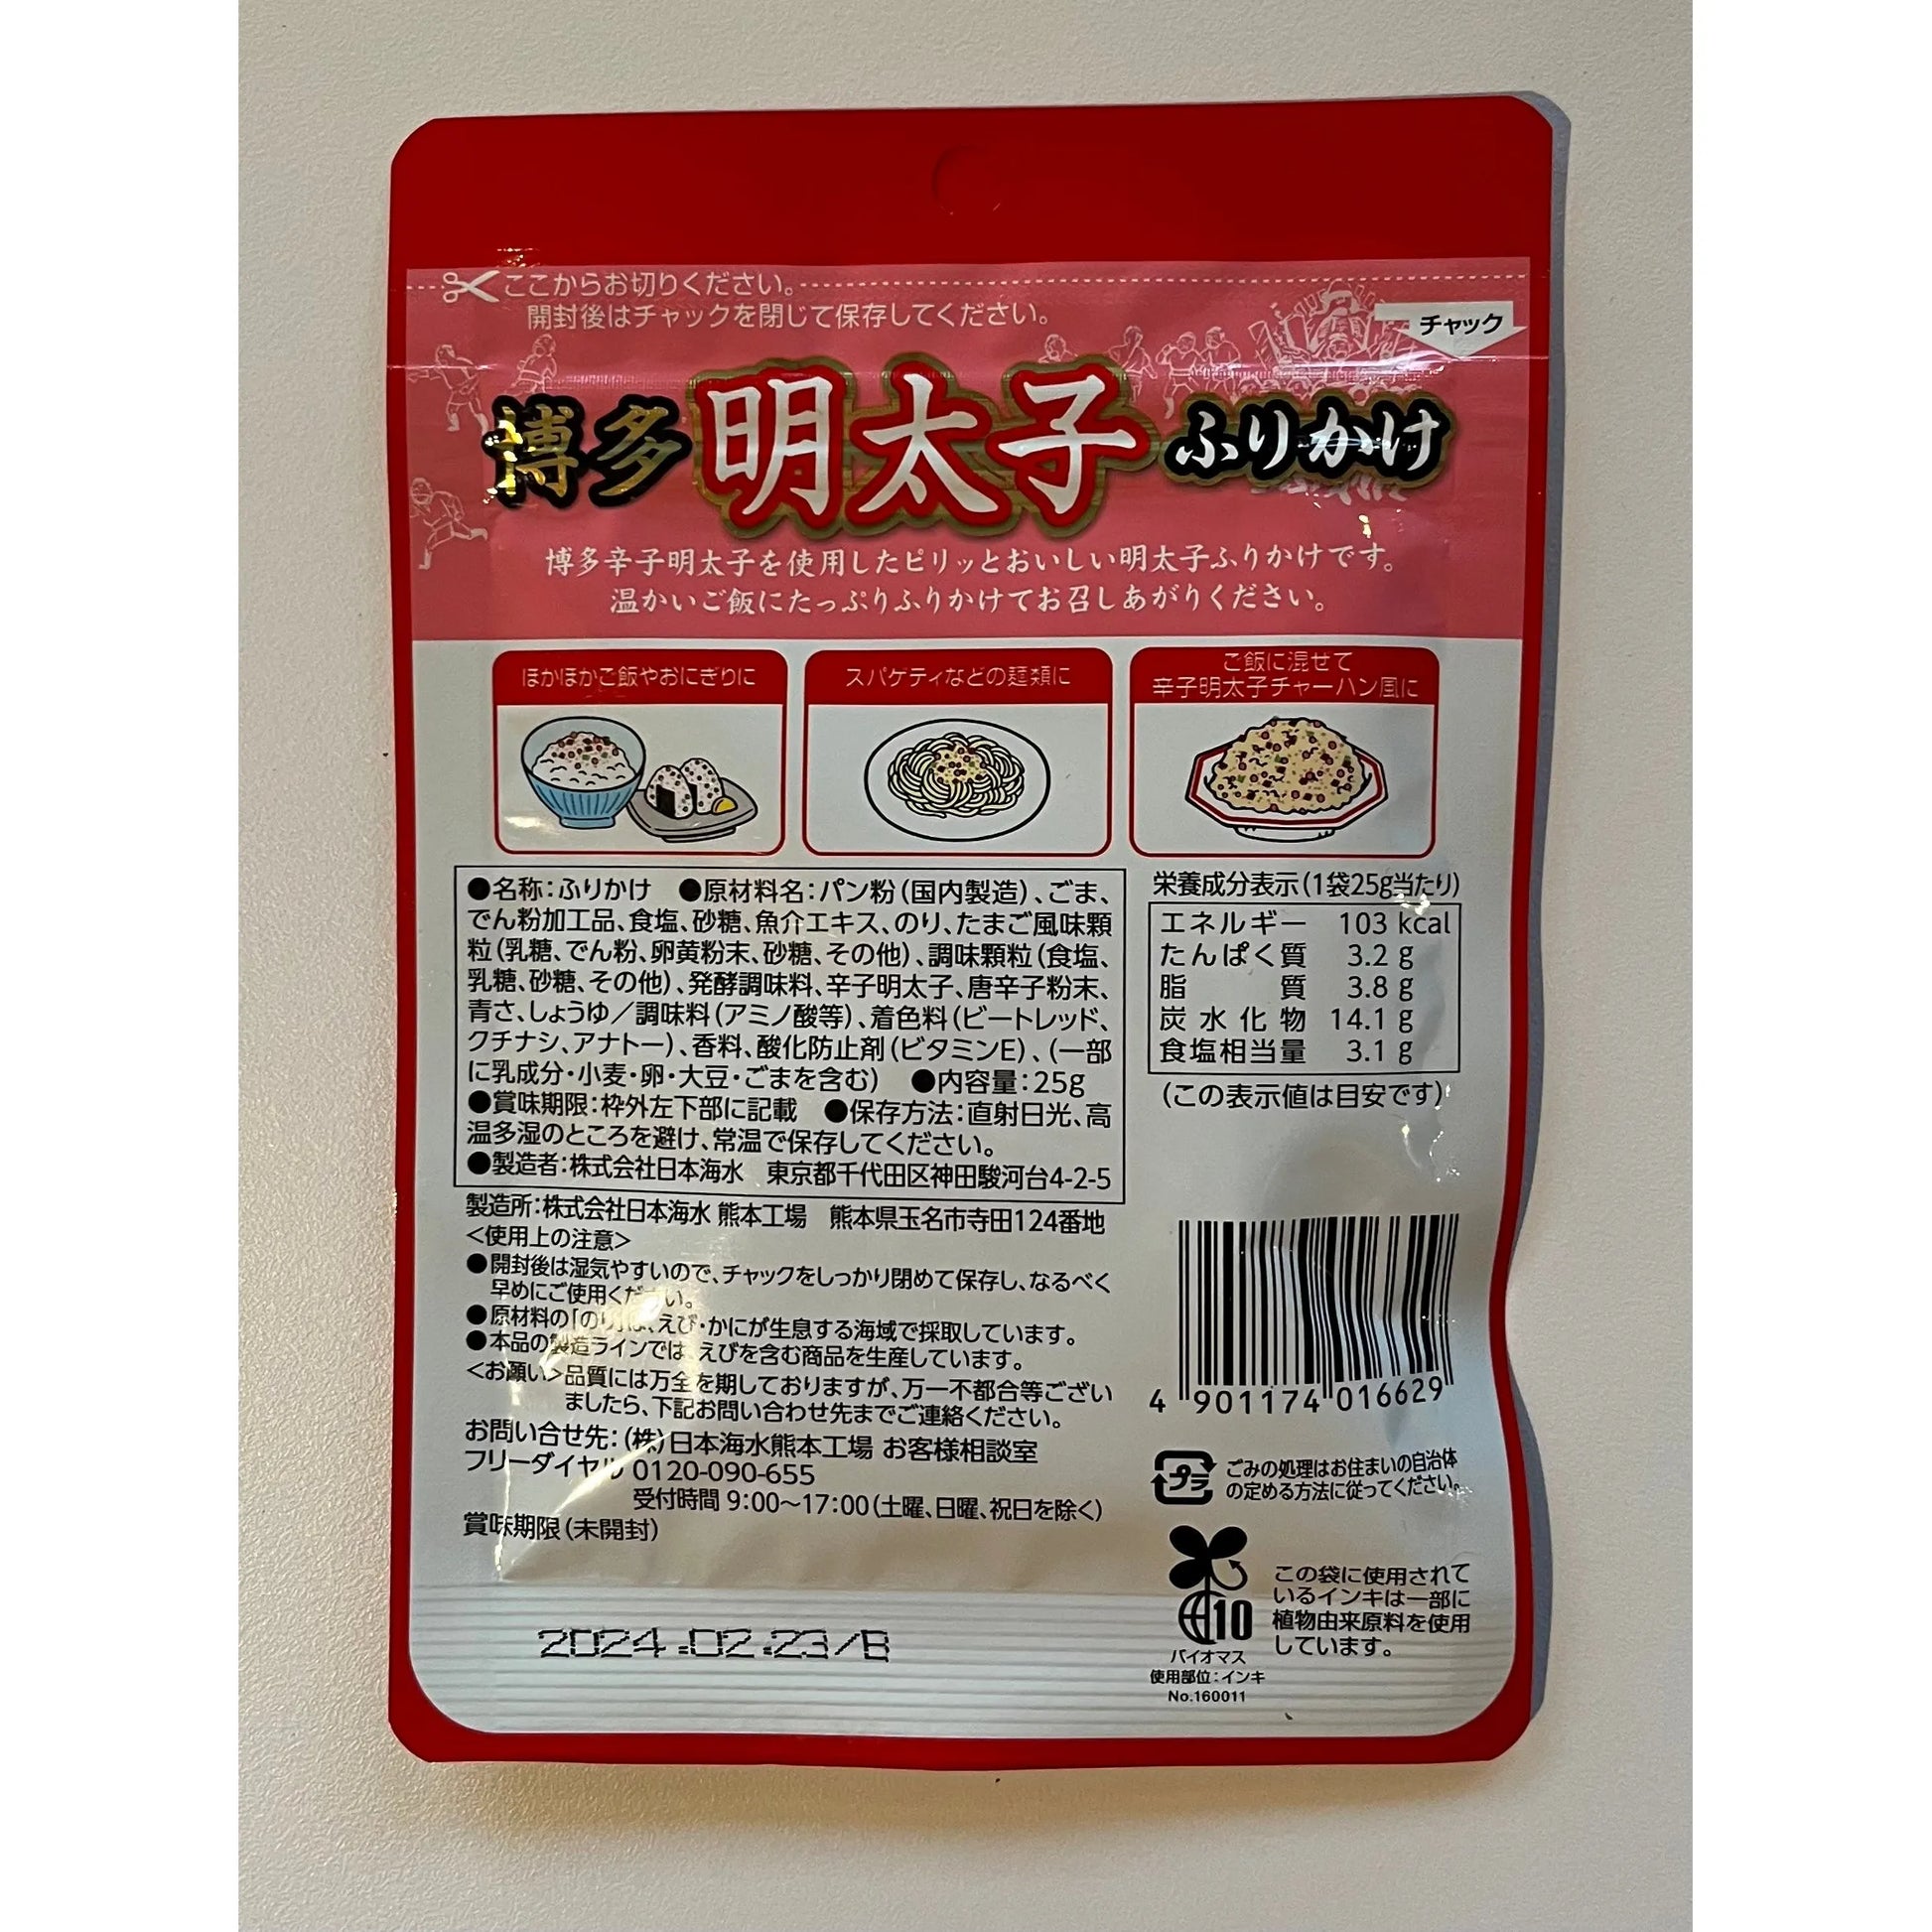 ここからお切りください。
開封後はチャックを閉じて保存してください。
チャック
博多 明太子 ふりかけ
博多辛子明太子を使用したピリッとおいしい明太子ふりかけです。
温かいご飯にたっぷりふりかけてお召しあがりください。
ほかほかご飯やおにぎりに
スパゲティなどの麺類に
ご飯に混ぜて
辛子明太子チャーハン風に
●名称：ふりかけ ●原材料名：パン粉（国内製造）、ごま、
でん粉加工品、食塩、砂糖、魚介エキス、のり、たまご風味顆
粒（乳糖、でん粉、卵黄粉末、砂糖、その他）、調味顆粒（食塩、
乳糖、砂糖、その他）、発酵調味料、辛子明太子、唐辛子粉末、
青さ、しょうゆ／調味料（アミノ酸等）、着色料（ビートレッド、
クチナシ、アナトー）、香料、酸化防止剤（ビタミンE）、（一部
に乳成分・小麦・卵・大豆・ごまを含む） ●内容量：25g
●賞味期限：枠外左下部に記載 ●保存方法：直射日光、高
温多湿のところを避け、常温で保存してください。
●製造者：株式会社日本海水 東京都千代田区神田駿河台4-2-5
製造所：株式会社日本海水 熊本工場 熊本県玉名市寺田124番地
＜使用上の注意＞
●開封後は湿気やすいので、チャックをしっかり閉めて保存し、なるべく
早めにご使用ください。
●原材料の「のり」は、えび・かにが生息する海域で採取しています。
●本品の製造ラインでは、えびを含む商品を生産しています。
＜お願い＞品質には万全を期しておりますが、万一不都合等ござい
ましたら、下記お問い合わせ先までご連絡ください。
お問い合せ先：（株）日本海水熊本工場 お客様相談室
フリーダイヤル 0120-090-655
受付時間 9：00〜17：00（土曜、日曜、祝日を除く）
賞味期限（未開封）
2024.02.23/B
栄養成分表示（1袋25g当たり）
エネルギー 103 kcal
たんぱく質 3.2 g
脂質 3.8 g
炭水化物 14.1 g
食塩相当量 3.1 g
（この表示値は目安です）
4 901174 016629
プラ
ごみの処理はお住まいの自治体
の定める方法に従ってください。
10
バイオマス
使用部位：インキ
No.160011
この袋に使用されて
いるインキは一部に
植物由来原料を使用
しています。